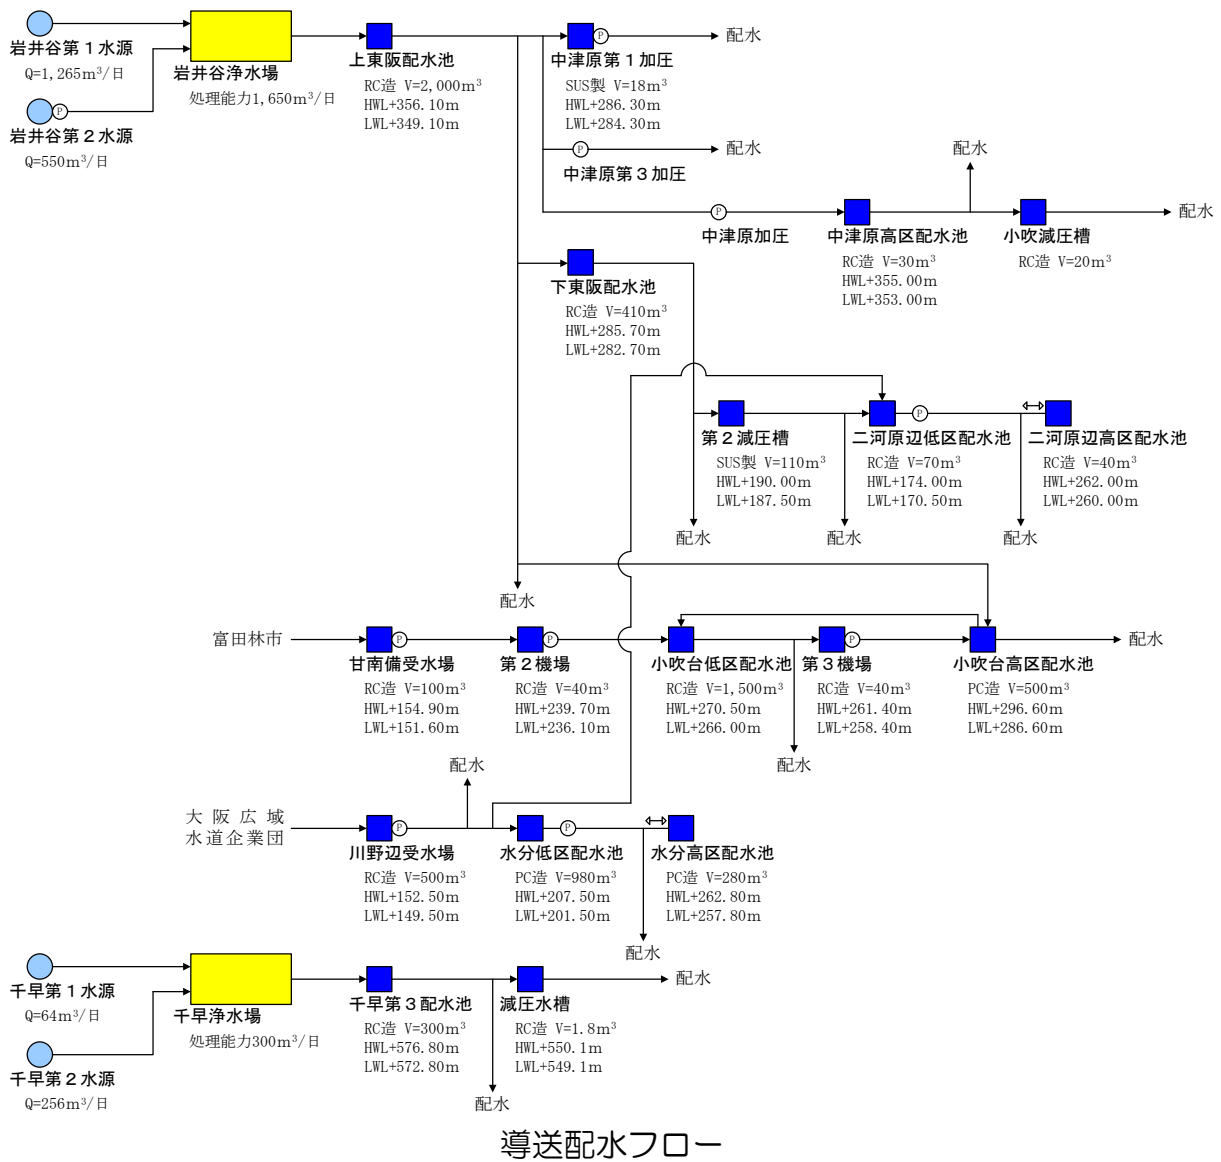 岩井谷第１水源
Q=1,265m³/日
岩井谷第２水源
Q=550m³/日
P
岩井谷浄水場
処理能力1,650m³/日
上東阪配水池
RC造 V=2,000m³
HWL+356.10m
LWL+349.10m
P
配水
中津原第１加圧
SUS製 V=18m³
HWL+286.30m
LWL+284.30m
P
配水
中津原第３加圧
P
中津原加圧
中津原高区配水池
RC造 V=30m³
HWL+355.00m
LWL+353.00m
配水
小吹減圧槽
RC造 V=20m³
配水
下東阪配水池
RC造 V=410m³
HWL+285.70m
LWL+282.70m
第２減圧槽
SUS製 V=110m³
HWL+190.00m
LWL+187.50m
P
二河原辺低区配水池
RC造 V=70m³
HWL+174.00m
LWL+170.50m
二河原辺高区配水池
RC造 V=40m³
HWL+262.00m
LWL+260.00m
配水
配水
配水
配水
富田林市
P
甘南備受水場
RC造 V=100m³
HWL+154.90m
LWL+151.60m
P
第２機場
RC造 V=40m³
HWL+239.70m
LWL+236.10m
小吹台低区配水池
RC造 V=1,500m³
HWL+270.50m
LWL+266.00m
P
第３機場
RC造 V=40m³
HWL+261.40m
LWL+258.40m
小吹台高区配水池
PC造 V=500m³
HWL+296.60m
LWL+286.60m
配水
配水
配水
大阪広域
水道企業団
P
川野辺受水場
RC造 V=500m³
HWL+152.50m
LWL+149.50m
P
水分低区配水池
PC造 V=980m³
HWL+207.50m
LWL+201.50m
水分高区配水池
PC造 V=280m³
HWL+262.80m
LWL+257.80m
配水
千早第１水源
Q=64m³/日
千早第２水源
Q=256m³/日
千早浄水場
処理能力300m³/日
千早第３配水池
RC造 V=300m³
HWL+576.80m
LWL+572.80m
減圧水槽
RC造 V=1.8m³
HWL+550.1m
LWL+549.1m
配水
配水
導送配水フロー